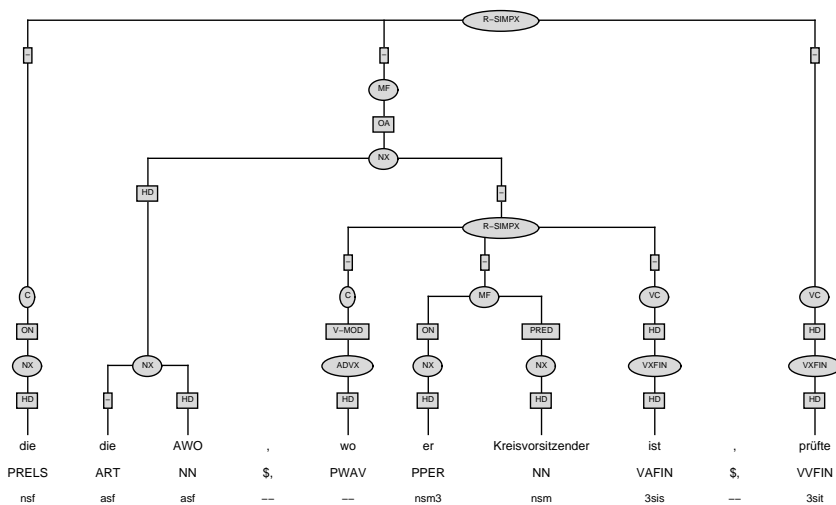 R–SIMPX
– – –
MF
OA
NX
HD –
R–SIMPX
– – –
C C MF VC VC
ON V–MOD ON PRED HD HD
NX NX ADVX NX NX VXFIN VXFIN
HD – HD HD HD HD HD HD
die die AWO , wo er Kreisvorsitzender ist , prüfte
PRELS ART NN $, PWAV PPER NN VAFIN $, VVFIN
nsf asf asf –– –– nsm3 nsm 3sis –– 3sit